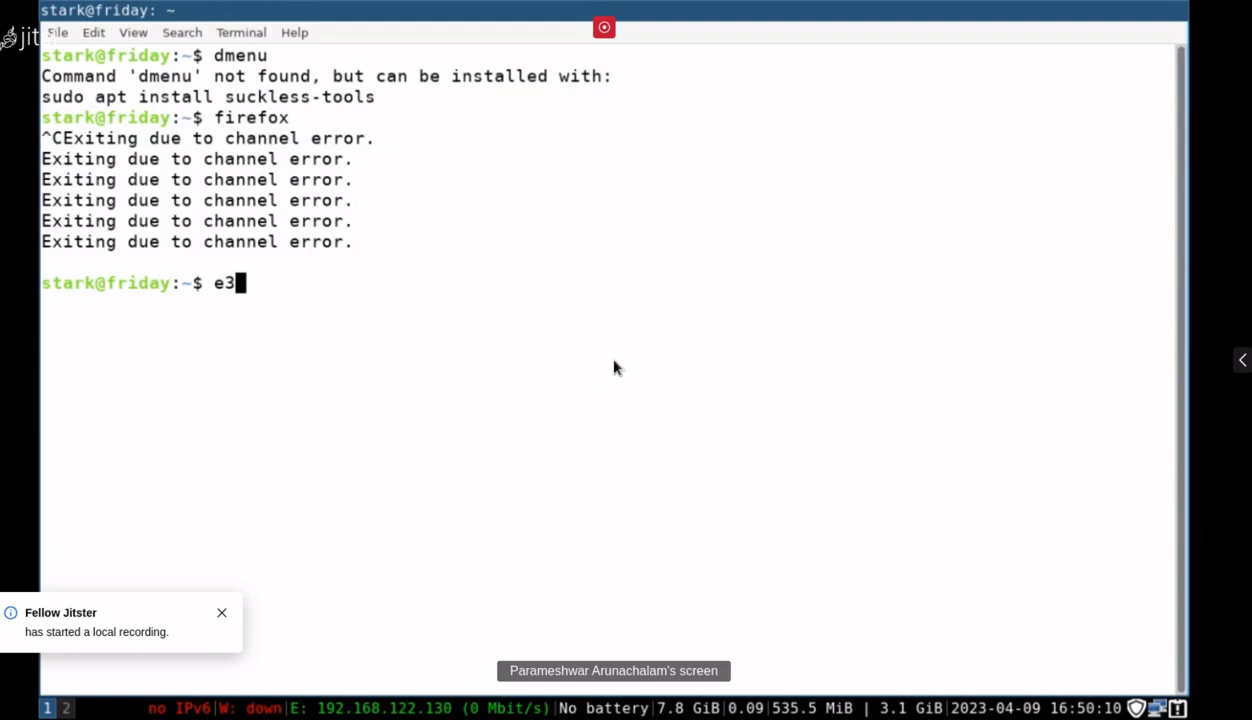 stark@friday: ~
jit
File Edit View Search Terminal Help
stark@friday:~$ dmenu
Command 'dmenu' not found, but can be installed with:
sudo apt install suckless-tools
stark@friday:~$ firefox
^CExiting due to channel error.
Exiting due to channel error.
Exiting due to channel error.
Exiting due to channel error.
Exiting due to channel error.
Exiting due to channel error.
stark@friday:~$ e3
Fellow Jitster
has started a local recording.
Parameshwar Arunachalam's screen
1 2 no IPv6|W: down|E: 192.168.122.130 (0 Mbit/s)|No battery|7.8 GiB|0.09|535.5 MiB | 3.1 GiB|2023-04-09 16:50:10